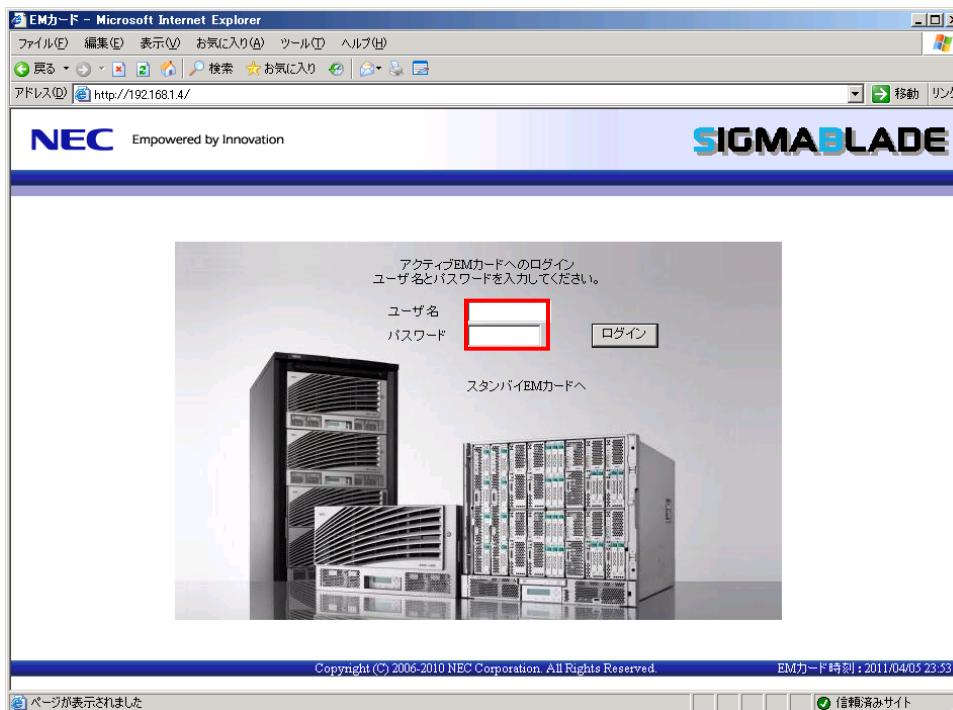 EMカード - Microsoft Internet Explorer
ファイル(F) 編集(E) 表示(V) お気に入り(A) ツール(T) ヘルプ(H)
戻る 検索 お気に入り
アドレス(D) http://192.168.1.4/ 移動 リンク
NEC Empowered by Innovation SIGMABLADE
アクティブEMカードへのログイン
ユーザ名とパスワードを入力してください。
ユーザ名
パスワード ログイン
スタンバイEMカードへ
Copyright (C) 2006-2010 NEC Corporation. All Rights Reserved. EMカード時刻 : 2011/04/05 23:53
ページが表示されました 信頼済みサイト